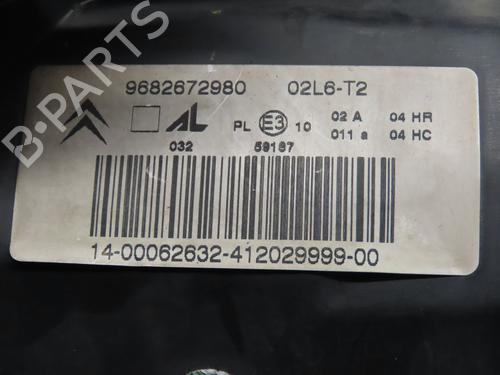 9682672980 02L6-T2
AL PL E3 10 02 A 04 HR
011 a 04 HC
032 59187
14-00062632-412029999-00
B-PARTS